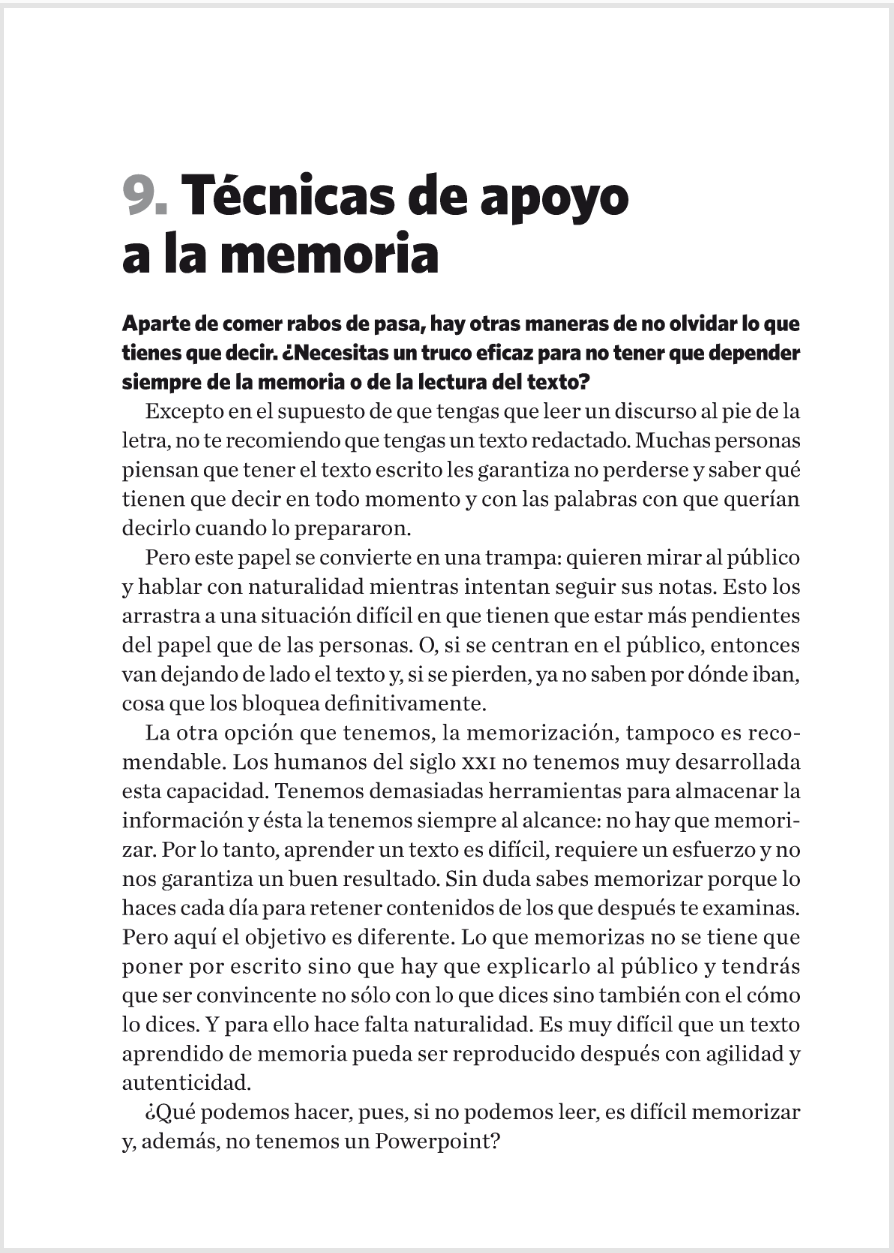 9. Técnicas de apoyo
a la memoria
Aparte de comer rabos de pasa, hay otras maneras de no olvidar lo que
tienes que decir. ¿Necesitas un truco eficaz para no tener que depender
siempre de la memoria o de la lectura del texto?
Excepto en el supuesto de que tengas que leer un discurso al pie de la
letra, no te recomiendo que tengas un texto redactado. Muchas personas
piensan que tener el texto escrito les garantiza no perderse y saber qué
tienen que decir en todo momento y con las palabras con que querían
decirlo cuando lo prepararon.
Pero este papel se convierte en una trampa: quieren mirar al público
y hablar con naturalidad mientras intentan seguir sus notas. Esto los
arrastra a una situación difícil en que tienen que estar más pendientes
del papel que de las personas. O, si se centran en el público, entonces
van dejando de lado el texto y, si se pierden, ya no saben por dónde iban,
cosa que los bloquea definitivamente.
La otra opción que tenemos, la memorización, tampoco es reco-
mendable. Los humanos del siglo XXI no tenemos muy desarrollada
esta capacidad. Tenemos demasiadas herramientas para almacenar la
información y ésta la tenemos siempre al alcance: no hay que memori-
zar. Por lo tanto, aprender un texto es difícil, requiere un esfuerzo y no
nos garantiza un buen resultado. Sin duda sabes memorizar porque lo
haces cada día para retener contenidos de los que después te examinas.
Pero aquí el objetivo es diferente. Lo que memorizas no se tiene que
poner por escrito sino que hay que explicarlo al público y tendrás
que ser convincente no sólo con lo que dices sino también con el cómo
lo dices. Y para ello hace falta naturalidad. Es muy difícil que un texto
aprendido de memoria pueda ser reproducido después con agilidad y
autenticidad.
¿Qué podemos hacer, pues, si no podemos leer, es difícil memorizar
y, además, no tenemos un Powerpoint?